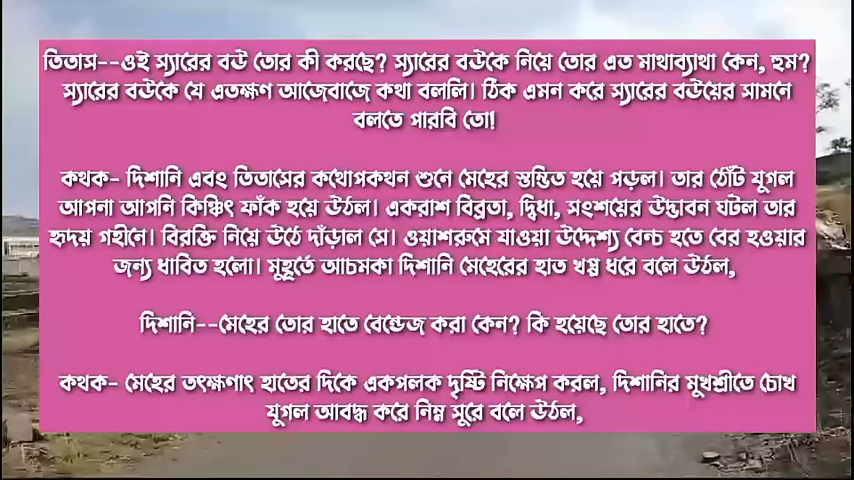 তিতাস--ওই স্যারের বউ তোর কী করছে? স্যারের বউকে নিয়ে তোর এত মাথাব্যাথা কেন, হুম?
স্যারের বউকে যে এতক্ষণ আজেবাজে কথা বললি। ঠিক এমন করে স্যারের বউয়ের সামনে
বলতে পারবি তো!
কথক- দিশানি এবং তিতাসের কথোপকথন শুনে মেহের স্তম্ভিত হয়ে পড়ল। তার ঠোঁট যুগল
আপনা আপনি কিঞ্চিৎ ফাঁক হয়ে উঠল। একরাশ বিব্রতা, দ্বিধা, সংশয়ের উদ্ভাবন ঘটল তার
হৃদয় গহীনে। বিরক্তি নিয়ে উঠে দাঁড়াল সে। ওয়াশরুমে যাওয়া উদ্দেশ্য বেন্চ হতে বের হওয়ার
জন্য ধাবিত হলো। মুহূর্তে আচমকা দিশানি মেহেরের হাত খপ্প ধরে বলে উঠল,
দিশানি--মেহের তোর হাতে বেন্ডেজ করা কেন? কি হয়েছে তোর হাতে?
কথক- মেহের তৎক্ষণাৎ হাতের দিকে একপলক দৃষ্টি নিক্ষেপ করল, দিশানির মুখশ্রীতে চোখ
যুগল আবদ্ধ করে নিম্ন সুরে বলে উঠল,